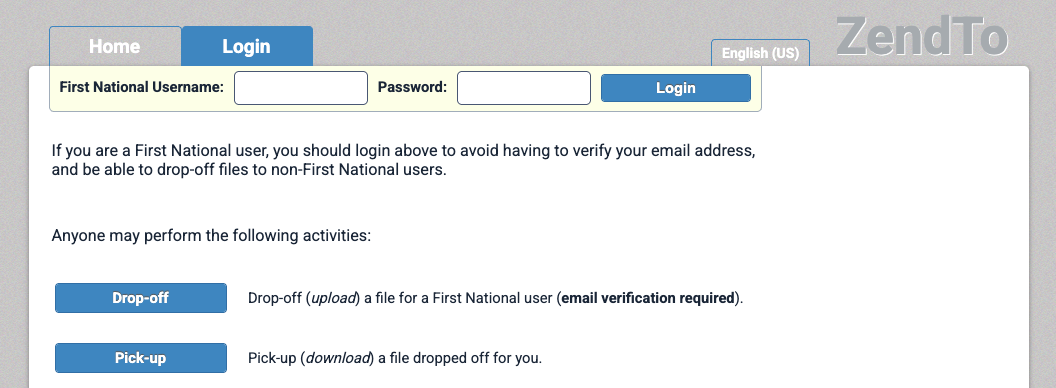 Home
Login
English (US)
ZendTo
First National Username:
Password:
Login
If you are a First National user, you should login above to avoid having to verify your email address,
and be able to drop-off files to non-First National users.
Anyone may perform the following activities:
Drop-off
Drop-off (upload) a file for a First National user (email verification required).
Pick-up
Pick-up (download) a file dropped off for you.